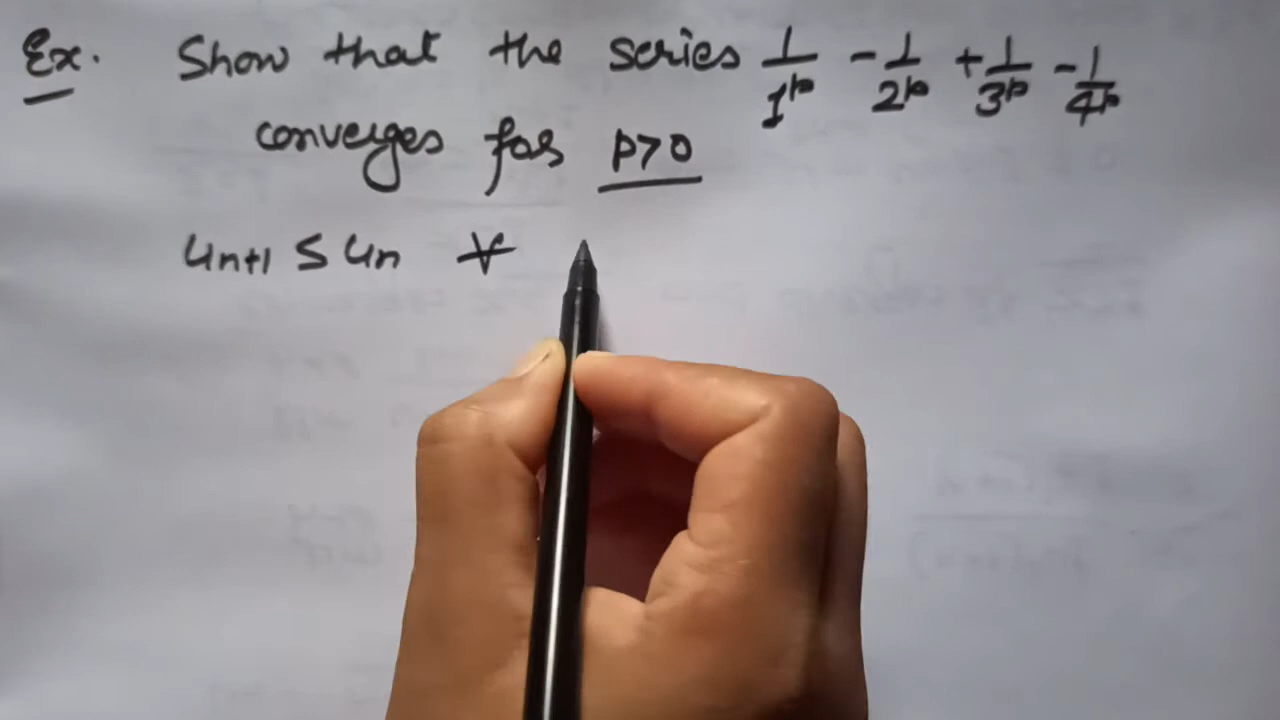 Ex. Show that the series 1/1^p - 1/2^p + 1/3^p - 1/4^p
converges for p>0
un+1 ≤ un ∀